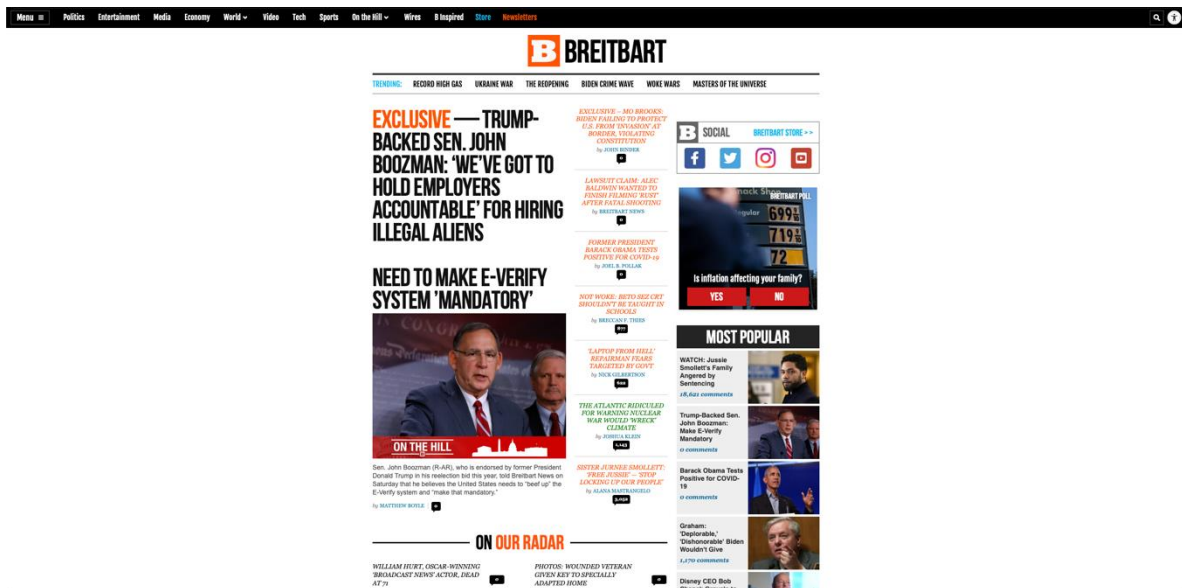 Menu
Politics
Entertainment
Media
Economy
World
Video
Tech
Sports
On the Hill
Wires
B Inspired
Store
Newsletters
B BREITBART
TRENDING:
RECORD HIGH GAS
UKRAINE WAR
THE REOPENING
BIDEN CRIME WAVE
WOKE WARS
MASTERS OF THE UNIVERSE
EXCLUSIVE — TRUMP-
BACKED SEN. JOHN
BOOZMAN: ‘WE’VE GOT TO
HOLD EMPLOYERS
ACCOUNTABLE’ FOR HIRING
ILLEGAL ALIENS
NEED TO MAKE E-VERIFY
SYSTEM 'MANDATORY'
ON THE HILL
Sen. John Boozman (R-AR), who is endorsed by former President
Donald Trump in his reelection bid this year, told Breitbart News on
Saturday that he believes the United States needs to "beef up" the
E-Verify system and "make that mandatory."
by MATTHEW BOYLE 0
EXCLUSIVE – MO BROOKS:
BIDEN FAILING TO PROTECT
U.S. FROM 'INVASION' AT
BORDER, VIOLATING
CONSTITUTION
by JOHN BINDER
0
LAWSUIT CLAIM: ALEC
BALDWIN WANTED TO
FINISH FILMING 'RUST'
AFTER FATAL SHOOTING
by BREITBART NEWS
0
FORMER PRESIDENT
BARACK OBAMA TESTS
POSITIVE FOR COVID-19
by JOEL B. POLLAK
0
NOT WOKE: BETO SEZ CRT
SHOULDN'T BE TAUGHT IN
SCHOOLS
by BRECCAN F. THIES
'LAPTOP FROM HELL'
REPAIRMAN FEARS
TARGETED BY GOVT
by NICK GILBERTSON
THE ATLANTIC RIDICULED
FOR WARNING NUCLEAR
WAR WOULD 'WRECK'
CLIMATE
by JOSHUA KLEIN
SISTER JURNEE SMOLLETT:
'FREE JUSSIE' – 'STOP
LOCKING UP OUR PEOPLE'
by ALANA MASTRANGELO
B SOCIAL
BREITBART STORE >>
BREITBART POLL
Is inflation affecting your family?
YES
NO
MOST POPULAR
WATCH: Jussie
Smollett's Family
Angered by
Sentencing
18,621 comments
Trump-Backed Sen.
John Boozman:
Make E-Verify
Mandatory
0 comments
Barack Obama Tests
Positive for COVID-
19
0 comments
Graham:
'Deplorable,'
'Dishonorable' Biden
Wouldn't Give
1,170 comments
Disney CEO Bob
ON OUR RADAR
WILLIAM HURT, OSCAR-WINNING
'BROADCAST NEWS' ACTOR, DEAD
AT 71
PHOTOS: WOUNDED VETERAN
GIVEN KEY TO SPECIALLY
ADAPTED HOME